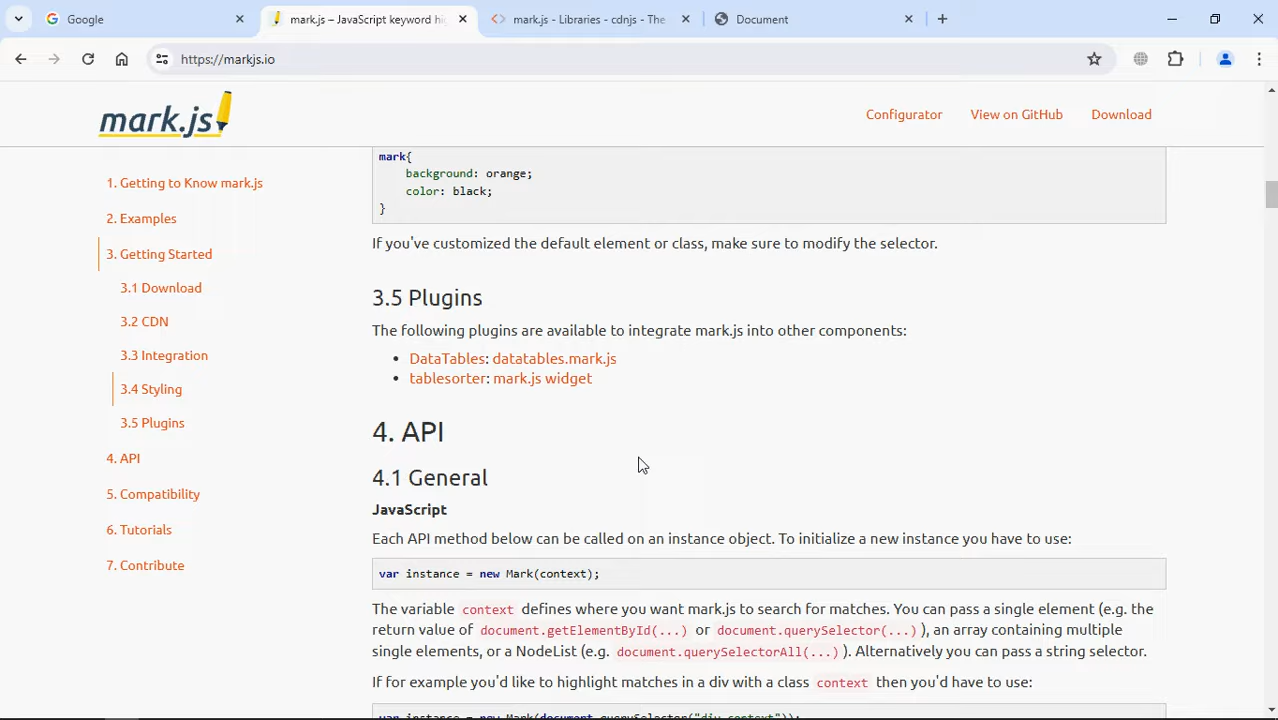 Google
mark.js – JavaScript keyword hi
mark.js - Libraries - cdnjs - The
Document
https://markjs.io
mark.js
Configurator
View on GitHub
Download
1. Getting to Know mark.js
2. Examples
3. Getting Started
3.1 Download
3.2 CDN
3.3 Integration
3.4 Styling
3.5 Plugins
4. API
5. Compatibility
6. Tutorials
7. Contribute
mark{
background: orange;
color: black;
}
If you've customized the default element or class, make sure to modify the selector.
3.5 Plugins
The following plugins are available to integrate mark.js into other components:
• DataTables: datatables.mark.js
• tablesorter: mark.js widget
4. API
4.1 General
JavaScript
Each API method below can be called on an instance object. To initialize a new instance you have to use:
var instance = new Mark(context);
The variable context defines where you want mark.js to search for matches. You can pass a single element (e.g. the
return value of document.getElementById(...) or document.querySelector(...)), an array containing multiple
single elements, or a NodeList (e.g. document.querySelectorAll(...)). Alternatively you can pass a string selector.
If for example you'd like to highlight matches in a div with a class context then you'd have to use:
var instance = new Mark(document.querySelector("div.context"));